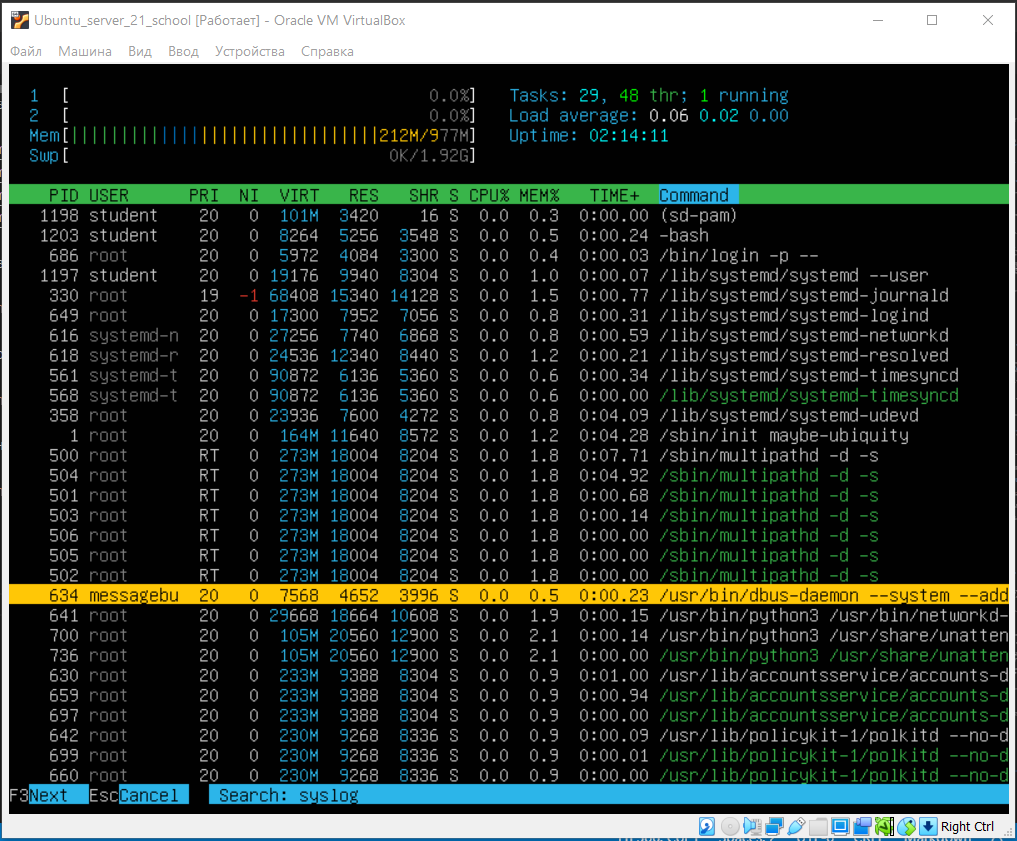 Ubuntu_server_21_school [Работает] - Oracle VM VirtualBox
Файл Машина Вид Ввод Устройства Справка
1 [ 0.0%] Tasks: 29, 48 thr; 1 running
2 [ 0.0%] Load average: 0.06 0.02 0.00
Mem[||||||||||||||||||||||||||||||||212M/977M] Uptime: 02:14:11
Swp[ 0K/1.92G]
PID USER PRI NI VIRT RES SHR S CPU% MEM% TIME+ Command
1198 student 20 0 101M 3420 16 S 0.0 0.3 0:00.00 (sd-pam)
1203 student 20 0 8264 5256 3548 S 0.0 0.5 0:00.24 -bash
686 root 20 0 5972 4084 3300 S 0.0 0.4 0:00.03 /bin/login -p --
1197 student 20 0 19176 9940 8304 S 0.0 1.0 0:00.07 /lib/systemd/systemd --user
330 root 19 -1 68408 15340 14128 S 0.0 1.5 0:00.77 /lib/systemd/systemd-journald
649 root 20 0 17300 7952 7056 S 0.0 0.8 0:00.31 /lib/systemd/systemd-logind
616 systemd-n 20 0 27256 7740 6868 S 0.0 0.8 0:00.59 /lib/systemd/systemd-networkd
618 systemd-r 20 0 24536 12340 8440 S 0.0 1.2 0:00.21 /lib/systemd/systemd-resolved
561 systemd-t 20 0 90872 6136 5360 S 0.0 0.6 0:00.34 /lib/systemd/systemd-timesyncd
568 systemd-t 20 0 90872 6136 5360 S 0.0 0.6 0:00.00 /lib/systemd/systemd-timesyncd
358 root 20 0 23936 7600 4272 S 0.0 0.8 0:04.09 /lib/systemd/systemd-udevd
1 root 20 0 164M 11640 8572 S 0.0 1.2 0:04.28 /sbin/init maybe-ubiquity
500 root RT 0 273M 18004 8204 S 0.0 1.8 0:07.71 /sbin/multipathd -d -s
504 root RT 0 273M 18004 8204 S 0.0 1.8 0:04.92 /sbin/multipathd -d -s
501 root RT 0 273M 18004 8204 S 0.0 1.8 0:00.68 /sbin/multipathd -d -s
503 root RT 0 273M 18004 8204 S 0.0 1.8 0:00.14 /sbin/multipathd -d -s
506 root RT 0 273M 18004 8204 S 0.0 1.8 0:00.00 /sbin/multipathd -d -s
505 root RT 0 273M 18004 8204 S 0.0 1.8 0:00.00 /sbin/multipathd -d -s
502 root RT 0 273M 18004 8204 S 0.0 1.8 0:00.00 /sbin/multipathd -d -s
634 messagebu 20 0 7568 4652 3996 S 0.0 0.5 0:00.23 /usr/bin/dbus-daemon --system --add
641 root 20 0 29668 18664 10608 S 0.0 1.9 0:00.15 /usr/bin/python3 /usr/bin/networkd-
700 root 20 0 105M 20560 12900 S 0.0 2.1 0:00.14 /usr/bin/python3 /usr/share/unatten
736 root 20 0 105M 20560 12900 S 0.0 2.1 0:00.00 /usr/bin/python3 /usr/share/unatten
630 root 20 0 233M 9388 8304 S 0.0 0.9 0:01.00 /usr/lib/accountsservice/accounts-d
659 root 20 0 233M 9388 8304 S 0.0 0.9 0:00.94 /usr/lib/accountsservice/accounts-d
697 root 20 0 233M 9388 8304 S 0.0 0.9 0:00.00 /usr/lib/accountsservice/accounts-d
642 root 20 0 230M 9268 8336 S 0.0 0.9 0:00.09 /usr/lib/policykit-1/polkitd --no-d
699 root 20 0 230M 9268 8336 S 0.0 0.9 0:00.01 /usr/lib/policykit-1/polkitd --no-d
660 root 20 0 230M 9268 8336 S 0.0 0.9 0:00.00 /usr/lib/policykit-1/polkitd --no-d
F3Next EscCancel Search: syslog
Right Ctrl